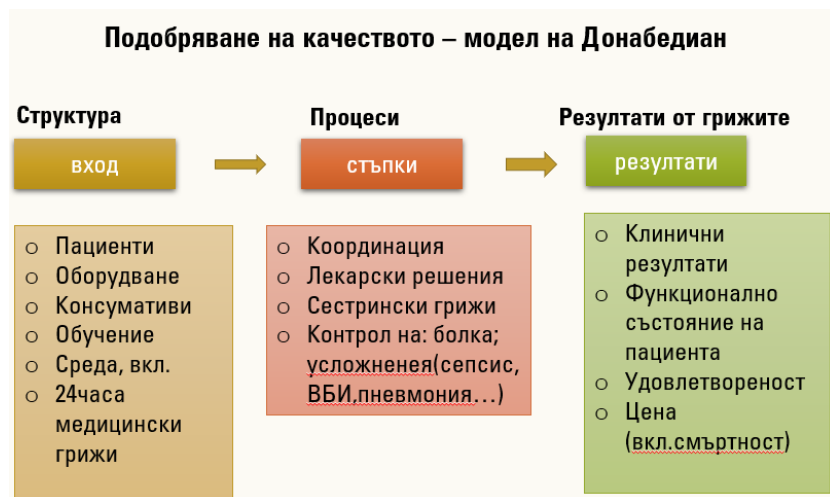 Подобряване на качеството – модел на Донабедиан
Структура
вход
Процеси
стъпки
Резултати от грижите
резултати
o Пациенти
o Оборудване
o Консумативи
o Обучение
o Среда, вкл.
o 24часа
медицински
грижи
o Координация
o Лекарски решения
o Сестрински грижи
o Контрол на: болка;
усложненея(сепсис,
ВБИ,пневмония…)
o Клинични
резултати
o Функционално
състояние на
пациента
o Удовлетвореност
o Цена
(вкл.смъртност)